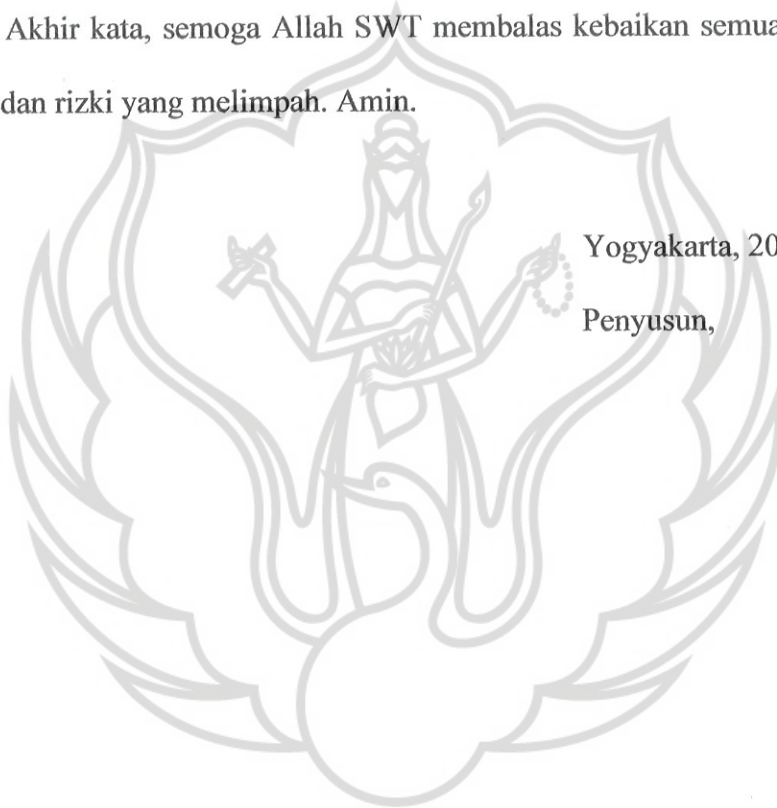 Akhir kata, semoga Allah SWT membalas kebaikan semua
dan rizki yang melimpah. Amin.
Yogyakarta, 20
Penyusun,